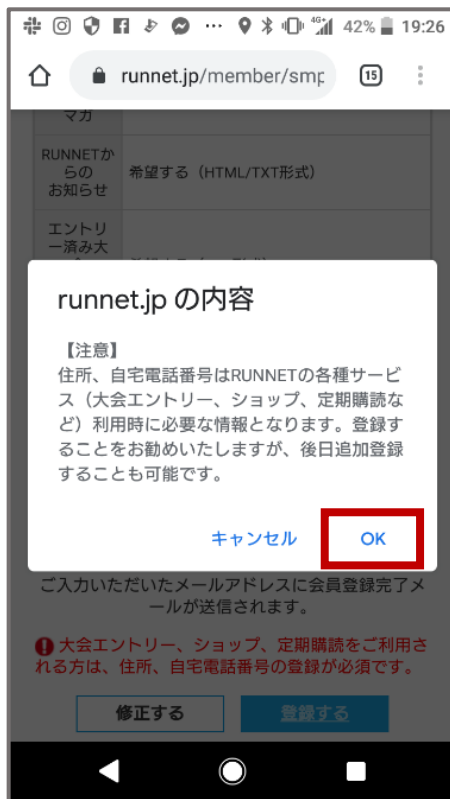 4G 42% 19:26
runnet.jp/member/smp 15
マガ
RUNNETか
らの
お知らせ
希望する（HTML/TXT形式）
エントリ
ー済み大
runnet.jp の内容
【注意】
住所、自宅電話番号はRUNNETの各種サービ
ス（大会エントリー、ショップ、定期購読な
ど）利用時に必要な情報となります。登録す
ることをお勧めいたしますが、後日追加登録
することも可能です。
キャンセル OK
ご入力いただいたメールアドレスに会員登録完了メ
ールが送信されます。
大会エントリー、ショップ、定期購読をご利用さ
れる方は、住所、自宅電話番号の登録が必須です。
修正する 登録する